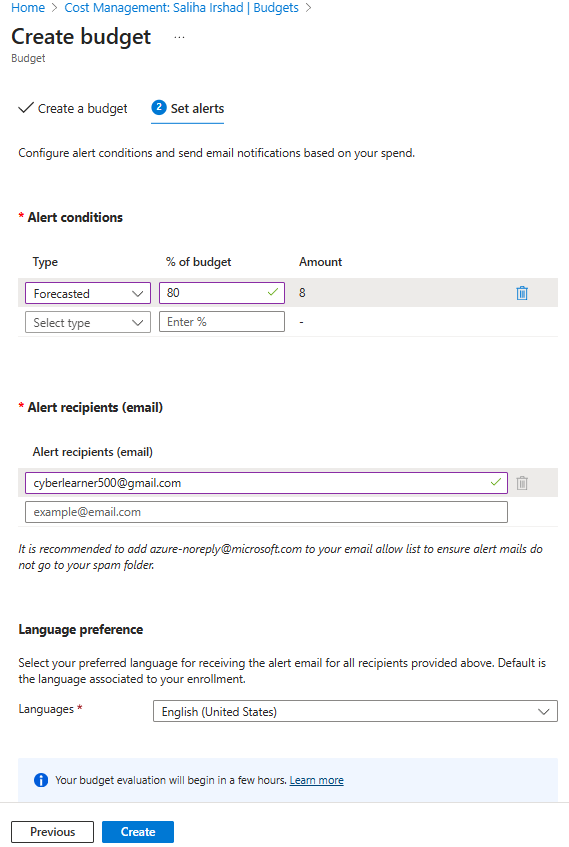 Home > Cost Management: Saliha Irshad | Budgets >
Create budget ...
Budget
Create a budget
2 Set alerts
Configure alert conditions and send email notifications based on your spend.
* Alert conditions
Type % of budget Amount
Forecasted 80 8
Select type Enter % -
* Alert recipients (email)
Alert recipients (email)
cyberlearner500@gmail.com
example@email.com
It is recommended to add azure-noreply@microsoft.com to your email allow list to ensure alert mails do
not go to your spam folder.
Language preference
Select your preferred language for receiving the alert email for all recipients provided above. Default is
the language associated to your enrollment.
Languages * English (United States)
Your budget evaluation will begin in a few hours. Learn more
Previous Create